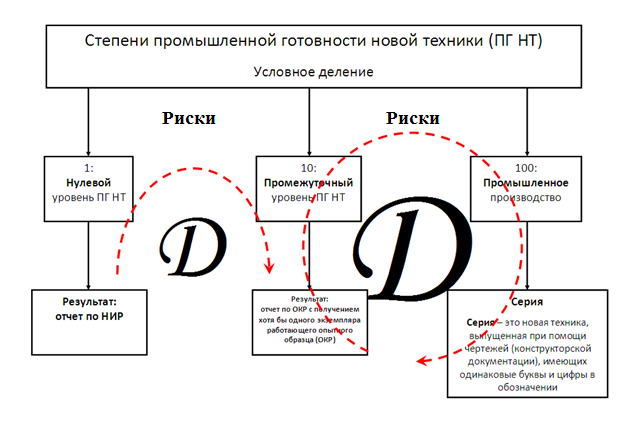 Степени промышленной готовности новой техники (ПГ НТ)
Условное деление
Риски
Риски
1:
Нулевой
уровень ПГ НТ
10:
Промежуточный
уровень ПГ НТ
100:
Промышленное
производство
D
D
Результат:
отчет по НИР
Результат:
отчет по ОКР с получением
хотя бы одного экземпляра
работающего опытного
образца (ОКР)
Серия
Серия – это новая техника,
выпущенная при помощи
чертежей (конструкторской
документации), имеющих
одинаковые буквы и цифры в
обозначении